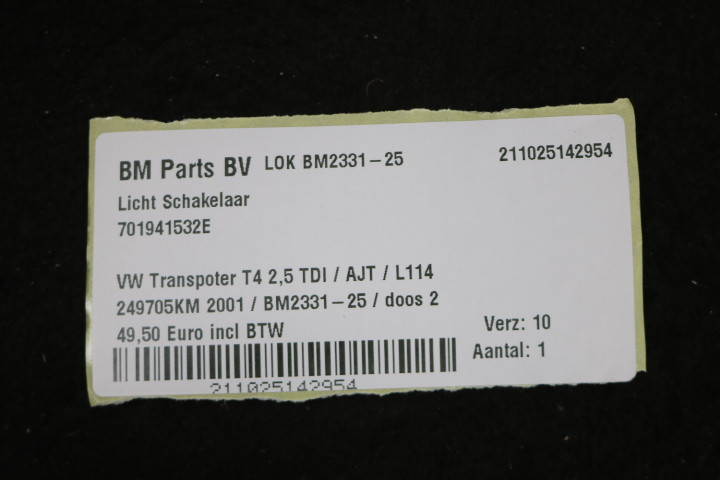 BM Parts BV LOK BM2331-25 211025142954
Licht Schakelaar
701941532E
VW Transpoter T4 2,5 TDI / AJT / L114
249705KM 2001 / BM2331-25 / doos 2
49,50 Euro incl BTW Verz: 10
Aantal: 1
211025142954